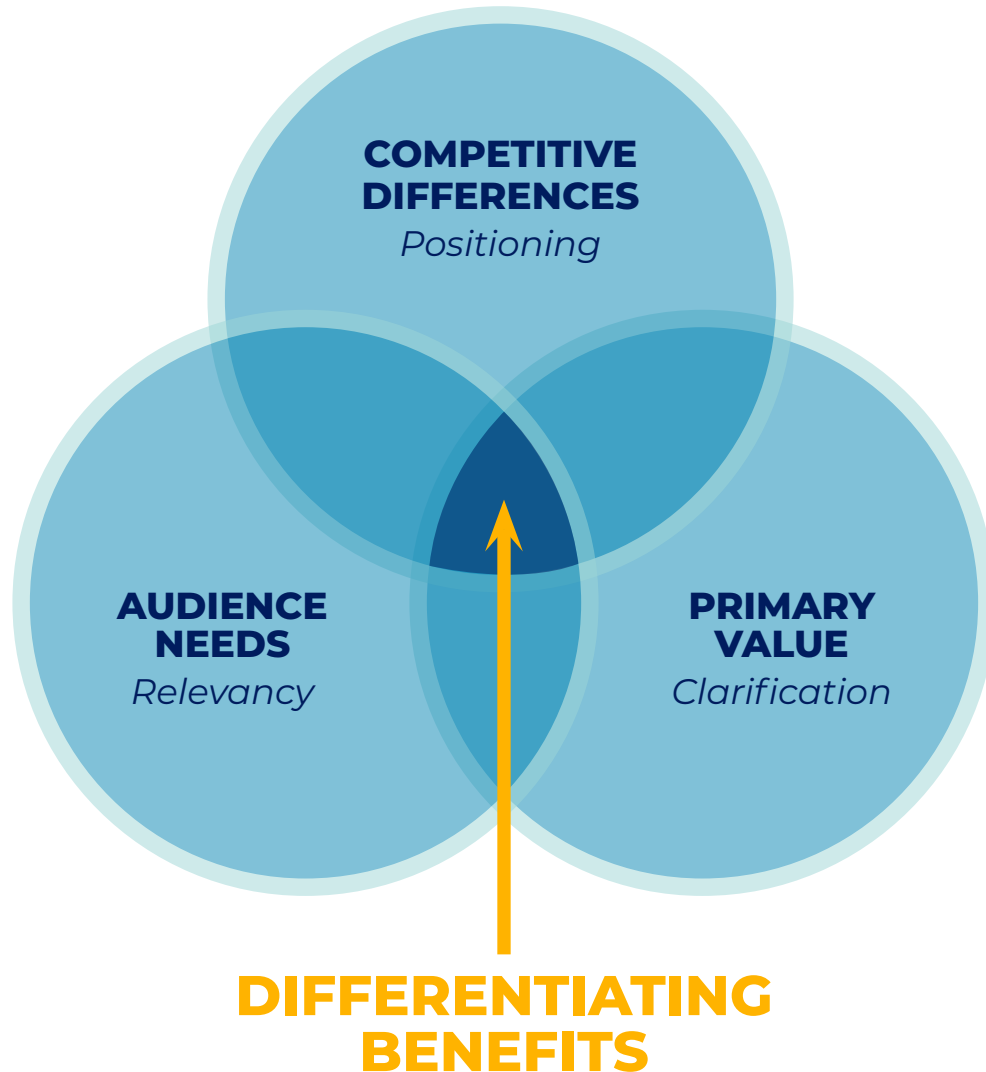 COMPETITIVE
DIFFERENCES
Positioning
AUDIENCE
NEEDS
Relevancy
PRIMARY
VALUE
Clarification
DIFFERENTIATING
BENEFITS